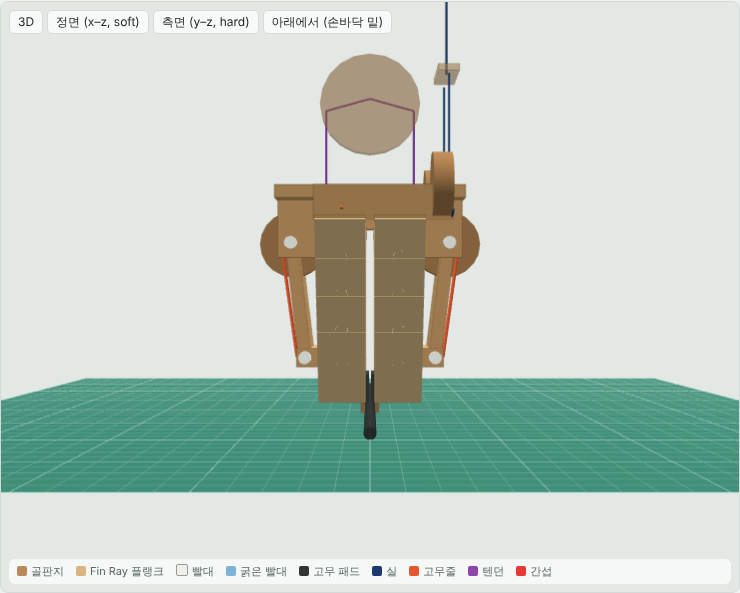 3D 정면 (x–z, soft) 측면 (y–z, hard) 아래에서 (손바닥 밑)
골판지 Fin Ray 플랭크 빨대 굵은 빨대 고무 패드 실 고무줄 텐던 간섭